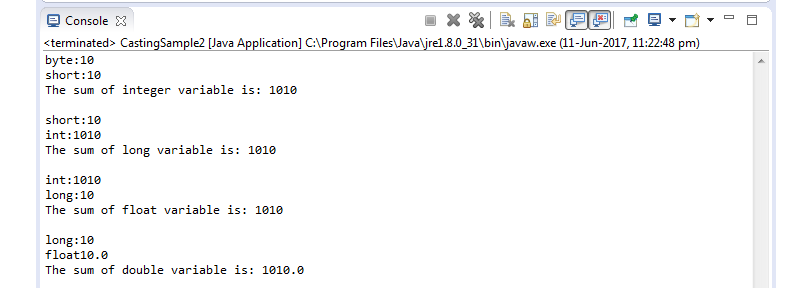 Console
<terminated> CastingSample2 [Java Application] C:\Program Files\Java\jre1.8.0_31\bin\javaw.exe (11-Jun-2017, 11:22:48 pm)
byte:10
short:10
The sum of integer variable is: 1010
short:10
int:1010
The sum of long variable is: 1010
int:1010
long:10
The sum of float variable is: 1010
long:10
float10.0
The sum of double variable is: 1010.0